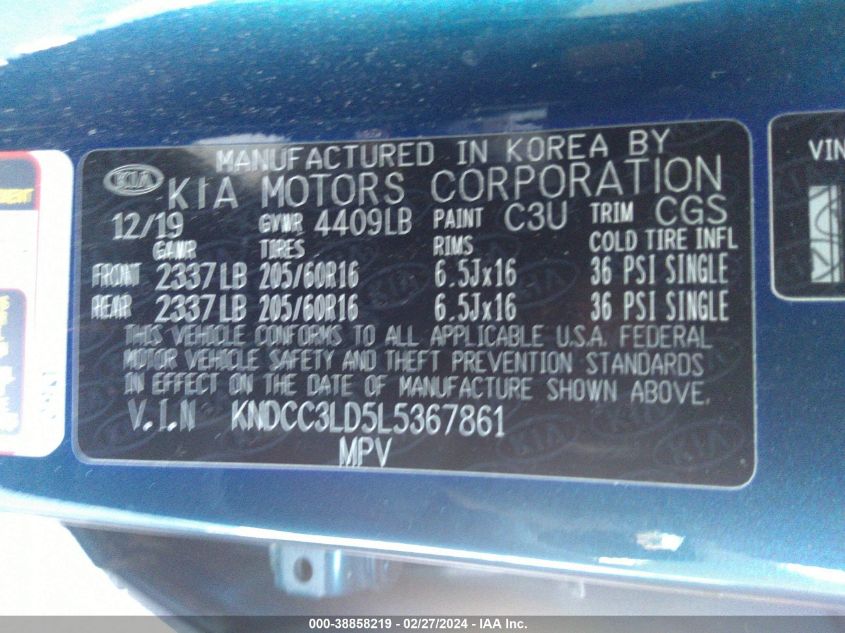 MANUFACTURED IN KOREA BY
KIA KIA MOTORS CORPORATION
12/19 GVWR 4409LB PAINT C3U TRIM CGS
GAWR TIRES RIMS COLD TIRE INFL
FRONT 2337LB 205/60R16 6.5Jx16 36 PSI SINGLE
REAR 2337LB 205/60R16 6.5Jx16 36 PSI SINGLE
THIS VEHICLE CONFORMS TO ALL APPLICABLE U.S.A. FEDERAL
MOTOR VEHICLE SAFETY AND THEFT PREVENTION STANDARDS
IN EFFECT ON THE DATE OF MANUFACTURE SHOWN ABOVE.
V.I.N KNDCC3LD5L5367861
MPV
VIN
000-38858219 - 02/27/2024 - IAA Inc.